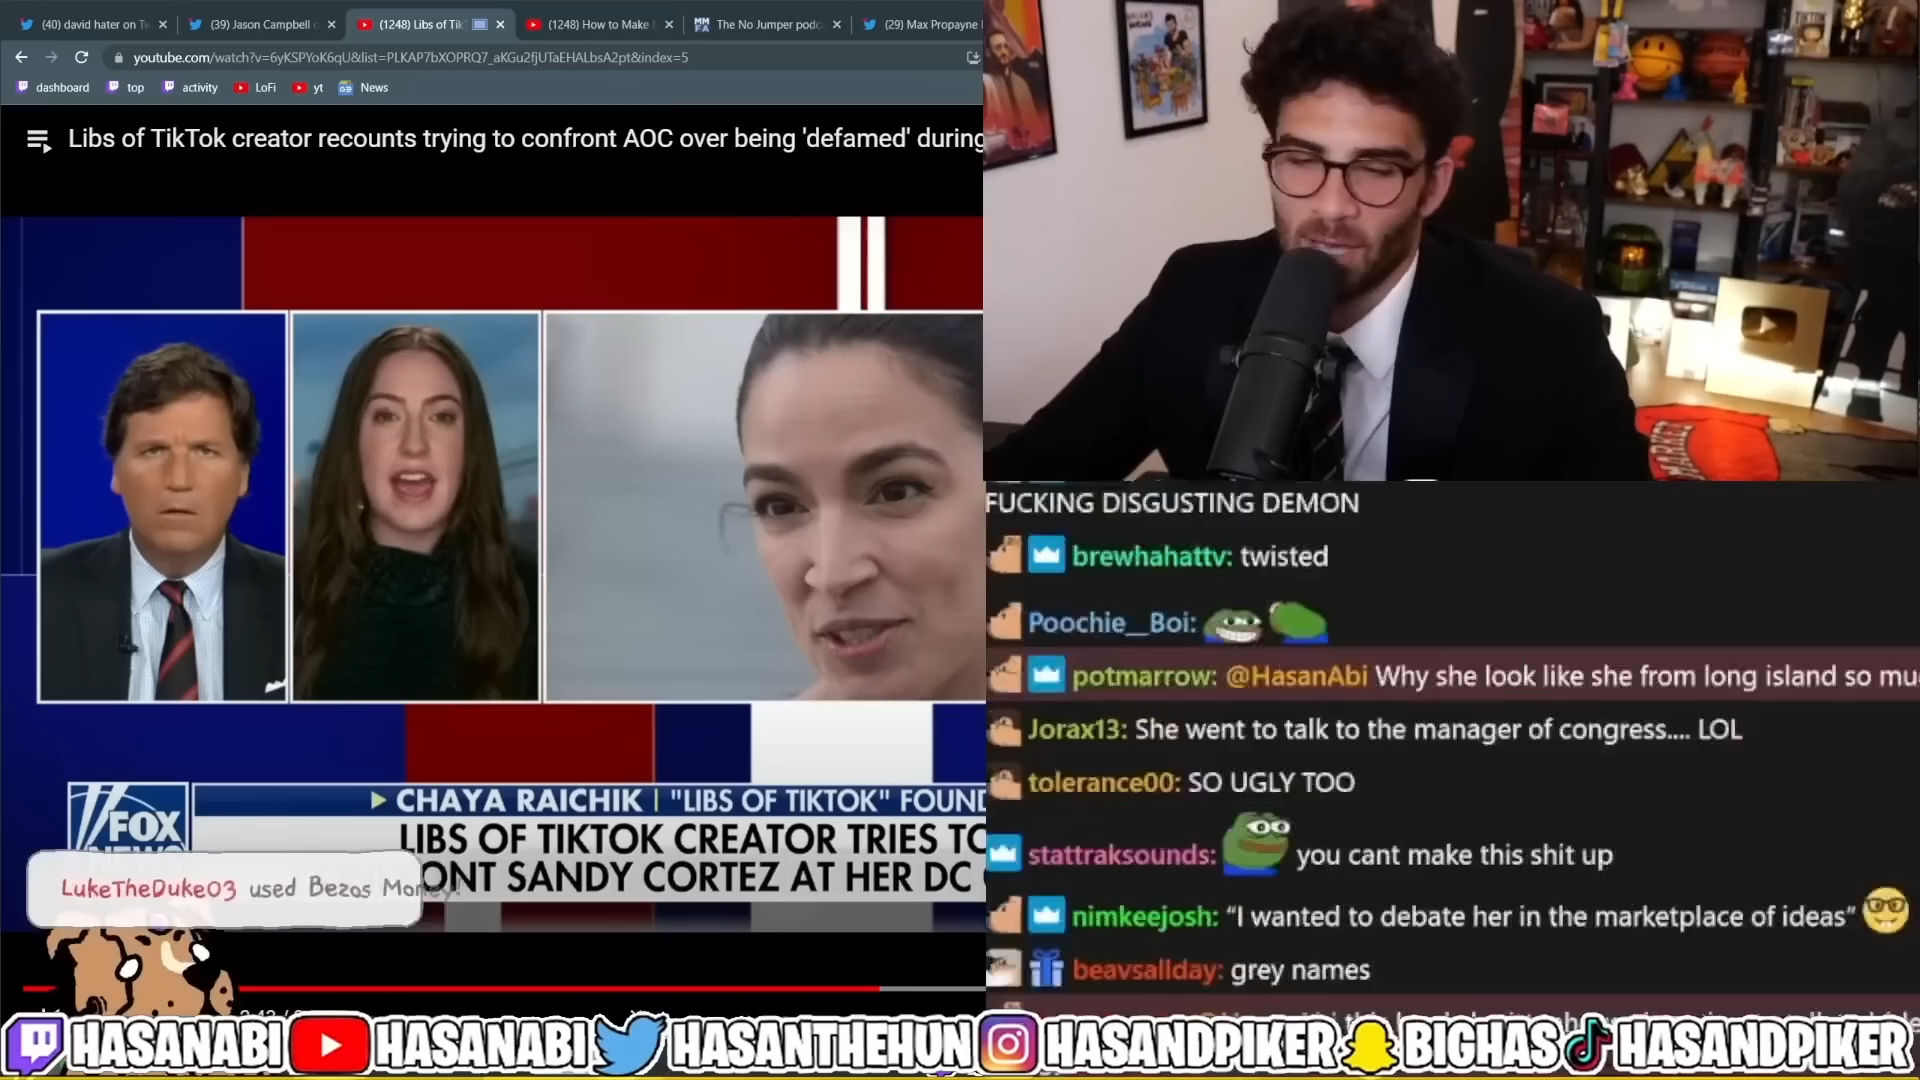 (40) david hater on Tw
(39) Jason Campbell
(1248) Libs of Tik
(1248) How to Make
MM FA
The No Jumper podc
(29) Max Propayne
youtube.com/watch?v=6yKSPYoK6qU&list=PLKAP7bXOPRQ7_aKGu2fjUTaEHALbsA2pt&index=5
dashboard top activity LoFi yt News
Libs of TikTok creator recounts trying to confront AOC over being 'defamed' during
CHAYA RAICHIK | "LIBS OF TIKTOK" FOUND
FOX
NEWS
LIBS OF TIKTOK CREATOR TRIES TO
ONT SANDY CORTEZ AT HER DC
LukeTheDuke03 used Bezos Money!
FUCKING DISGUSTING DEMON
brewhahattv: twisted
Poochie__Boi:
potmarrow: @HasanAbi Why she look like she from long island so mu
Jorax13: She went to talk to the manager of congress.... LOL
tolerance00: SO UGLY TOO
stattraksounds: you cant make this shit up
nimkeejosh: “I wanted to debate her in the marketplace of ideas”
beavsallday: grey names
HASANABI HASANABI HASANTHEHUN HASANDPIKER BIGHAS HASANDPIKER